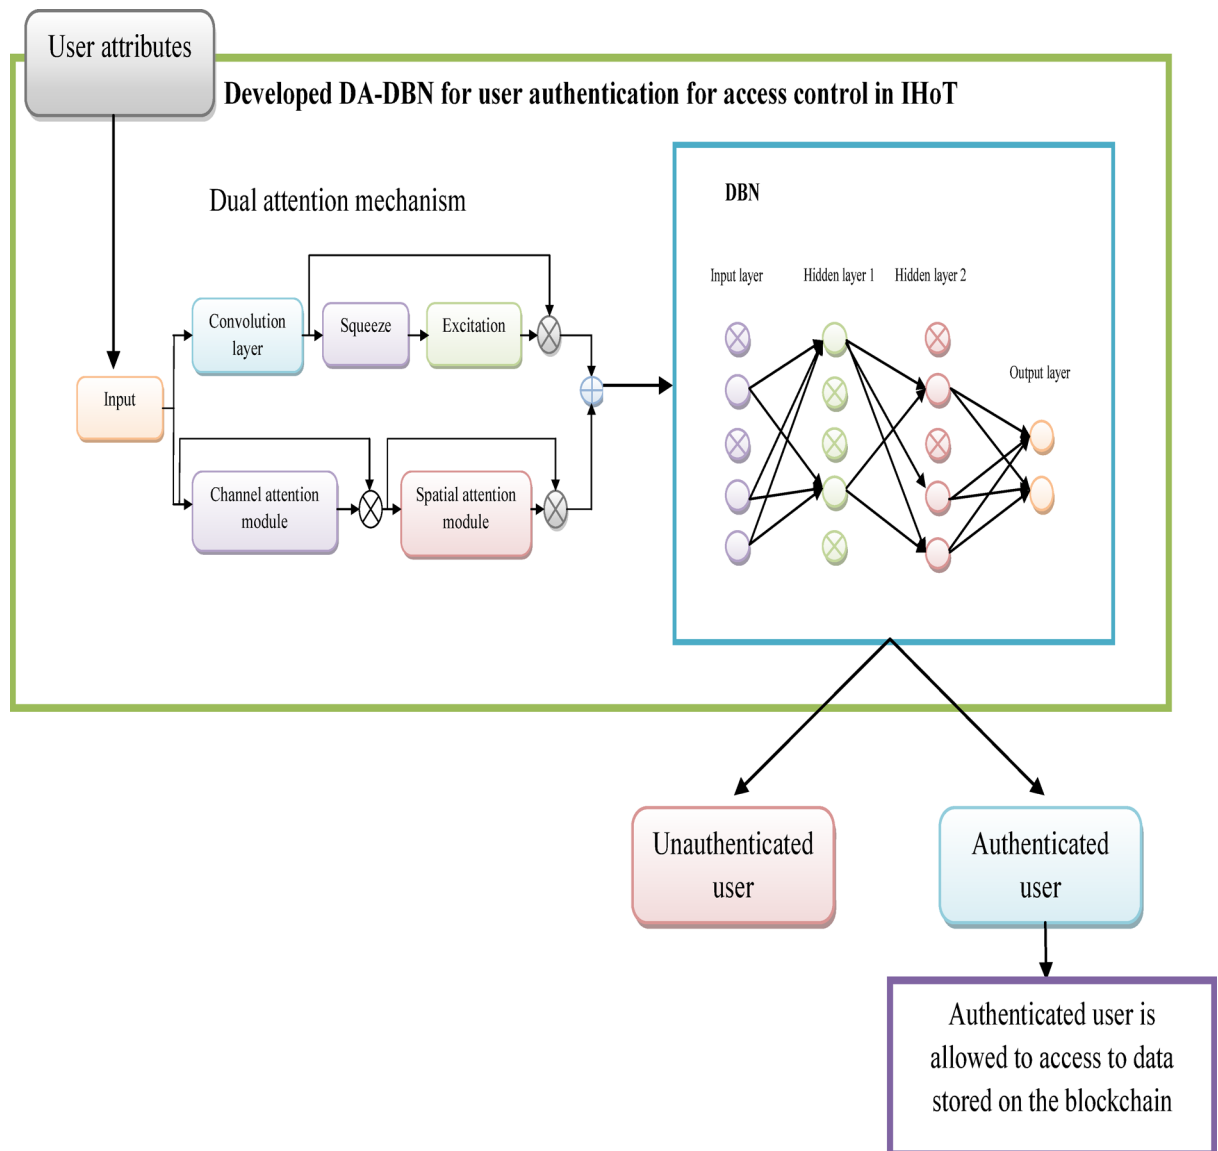 User attributes
Developed DA-DBN for user authentication for access control in IHoT
Dual attention mechanism
DBN
Input layer
Hidden layer 1
Hidden layer 2
Output layer
Convolution
layer
Squeeze
Excitation
Input
Channel attention
module
Spatial attention
module
Unauthenticated
user
Authenticated
user
Authenticated user is
allowed to access to data
stored on the blockchain